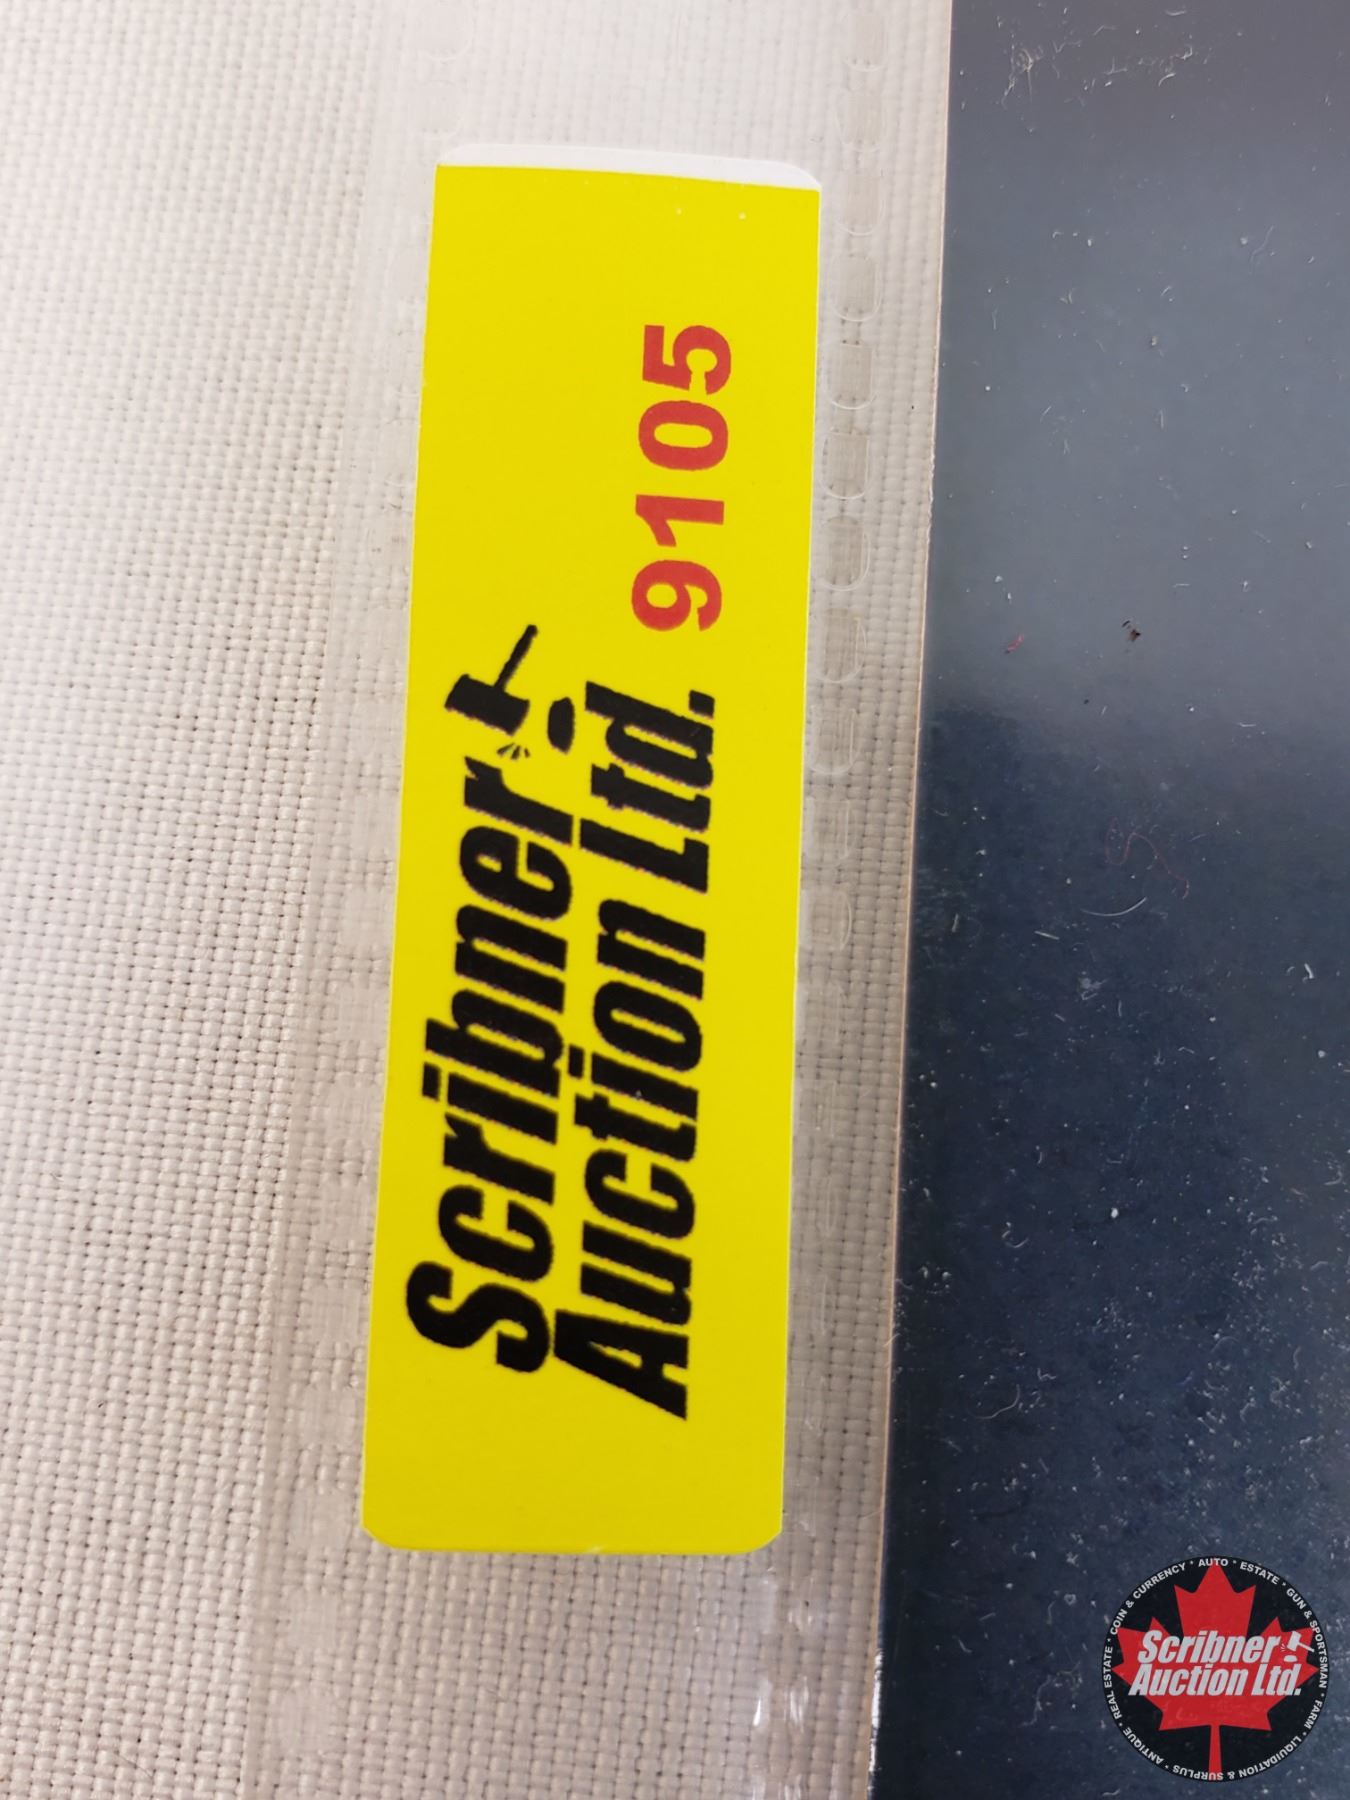 Scribner
Auction Ltd. 9105
COIN & CURRENCY * AUTO * ESTATE * GUN & SPORTSMAN * FARM * LIQUIDATION & SURPLUS * ANTIQUE * REAL ESTATE *
Scribner
Auction Ltd.